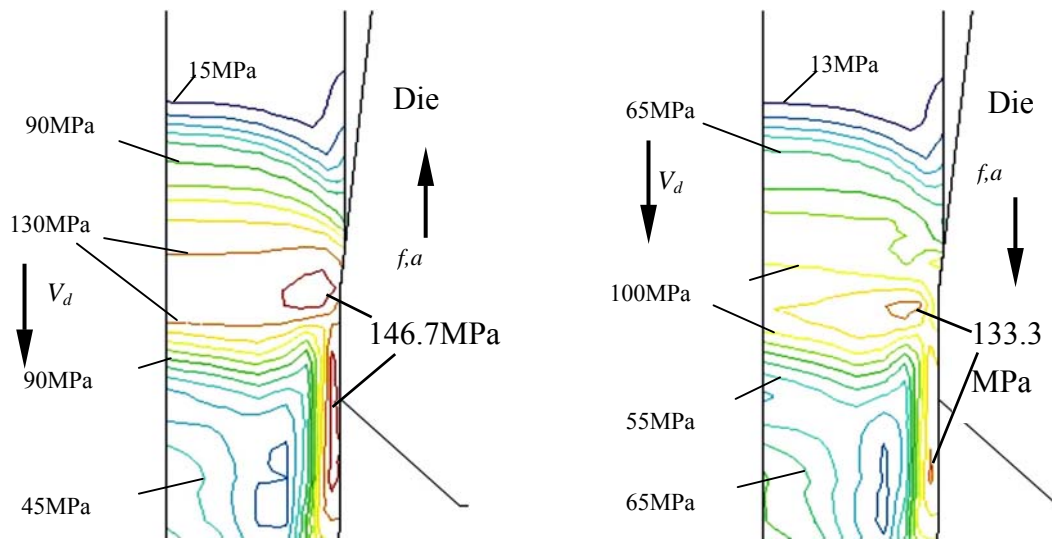 15MPa
Die
90MPa
130MPa
f,a
V_d
146.7MPa
90MPa
45MPa
13MPa
65MPa
Die
V_d
f,a
100MPa
133.3
MPa
55MPa
65MPa